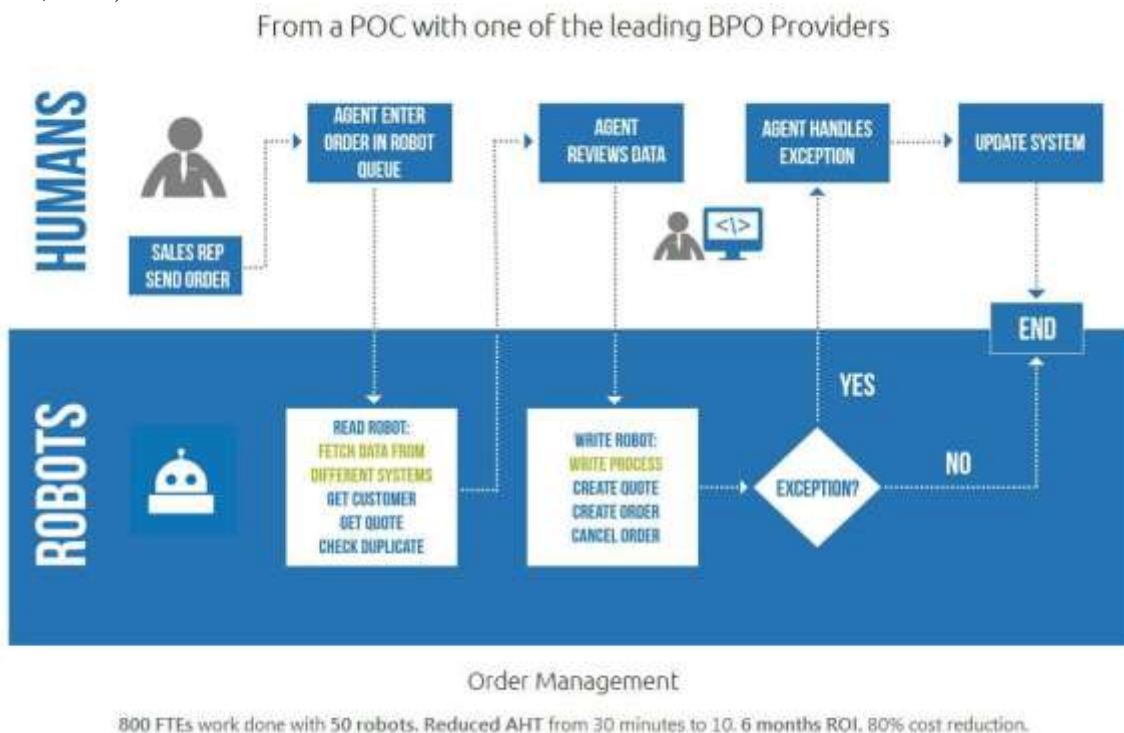 From a POC with one of the leading BPO Providers
HUMANS
AGENT ENTER
ORDER IN ROBOT
QUEUE
AGENT
REVIEWS DATA
AGENT HANDLES
EXCEPTION
UPDATE SYSTEM
<\>
SALES REP
SEND ORDER
END
ROBOTS
READ ROBOT:
FETCH DATA FROM
DIFFERENT SYSTEMS
GET CUSTOMER
GET QUOTE
CHECK DUPLICATE
WRITE ROBOT:
WRITE PROCESS
CREATE QUOTE
CREATE ORDER
CANCEL ORDER
EXCEPTION?
YES
NO
Order Management
800 FTEs work done with 50 robots. Reduced AHT from 30 minutes to 10. 6 months ROI. 80% cost reduction.